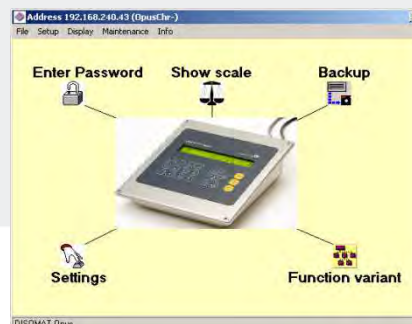 Address 192.168.240.43 (OpusChr-)
File Setup Display Maintenance Info
Enter Password Show scale Backup
Settings Function variant
DISOMAT Opus